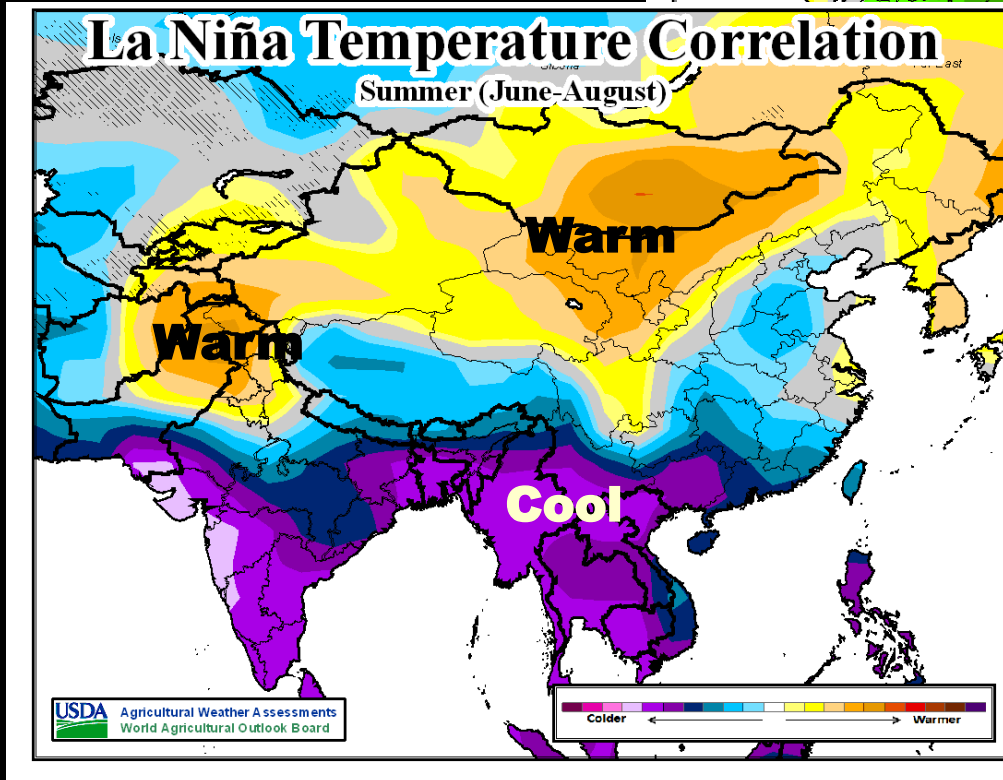 La Niña Temperature Correlation
Summer (June-August)
Warm
Warm
Cool
USDA
Agricultural Weather Assessments
World Agricultural Outlook Board
Colder
Warmer